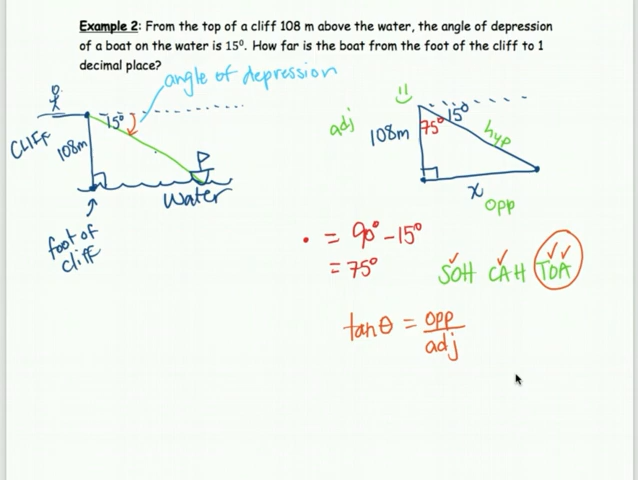 Example 2: From the top of a cliff 108 m above the water, the angle of depression
of a boat on the water is 15⁰. How far is the boat from the foot of the cliff to 1
decimal place?
angle of depression
15°
CLIFF
108m
Water
foot of
cliff
adj
108m
75°
15°
hyp
x
opp
= 90° - 15°
= 75°
SOH CAH TOA
tanθ = opp
adj